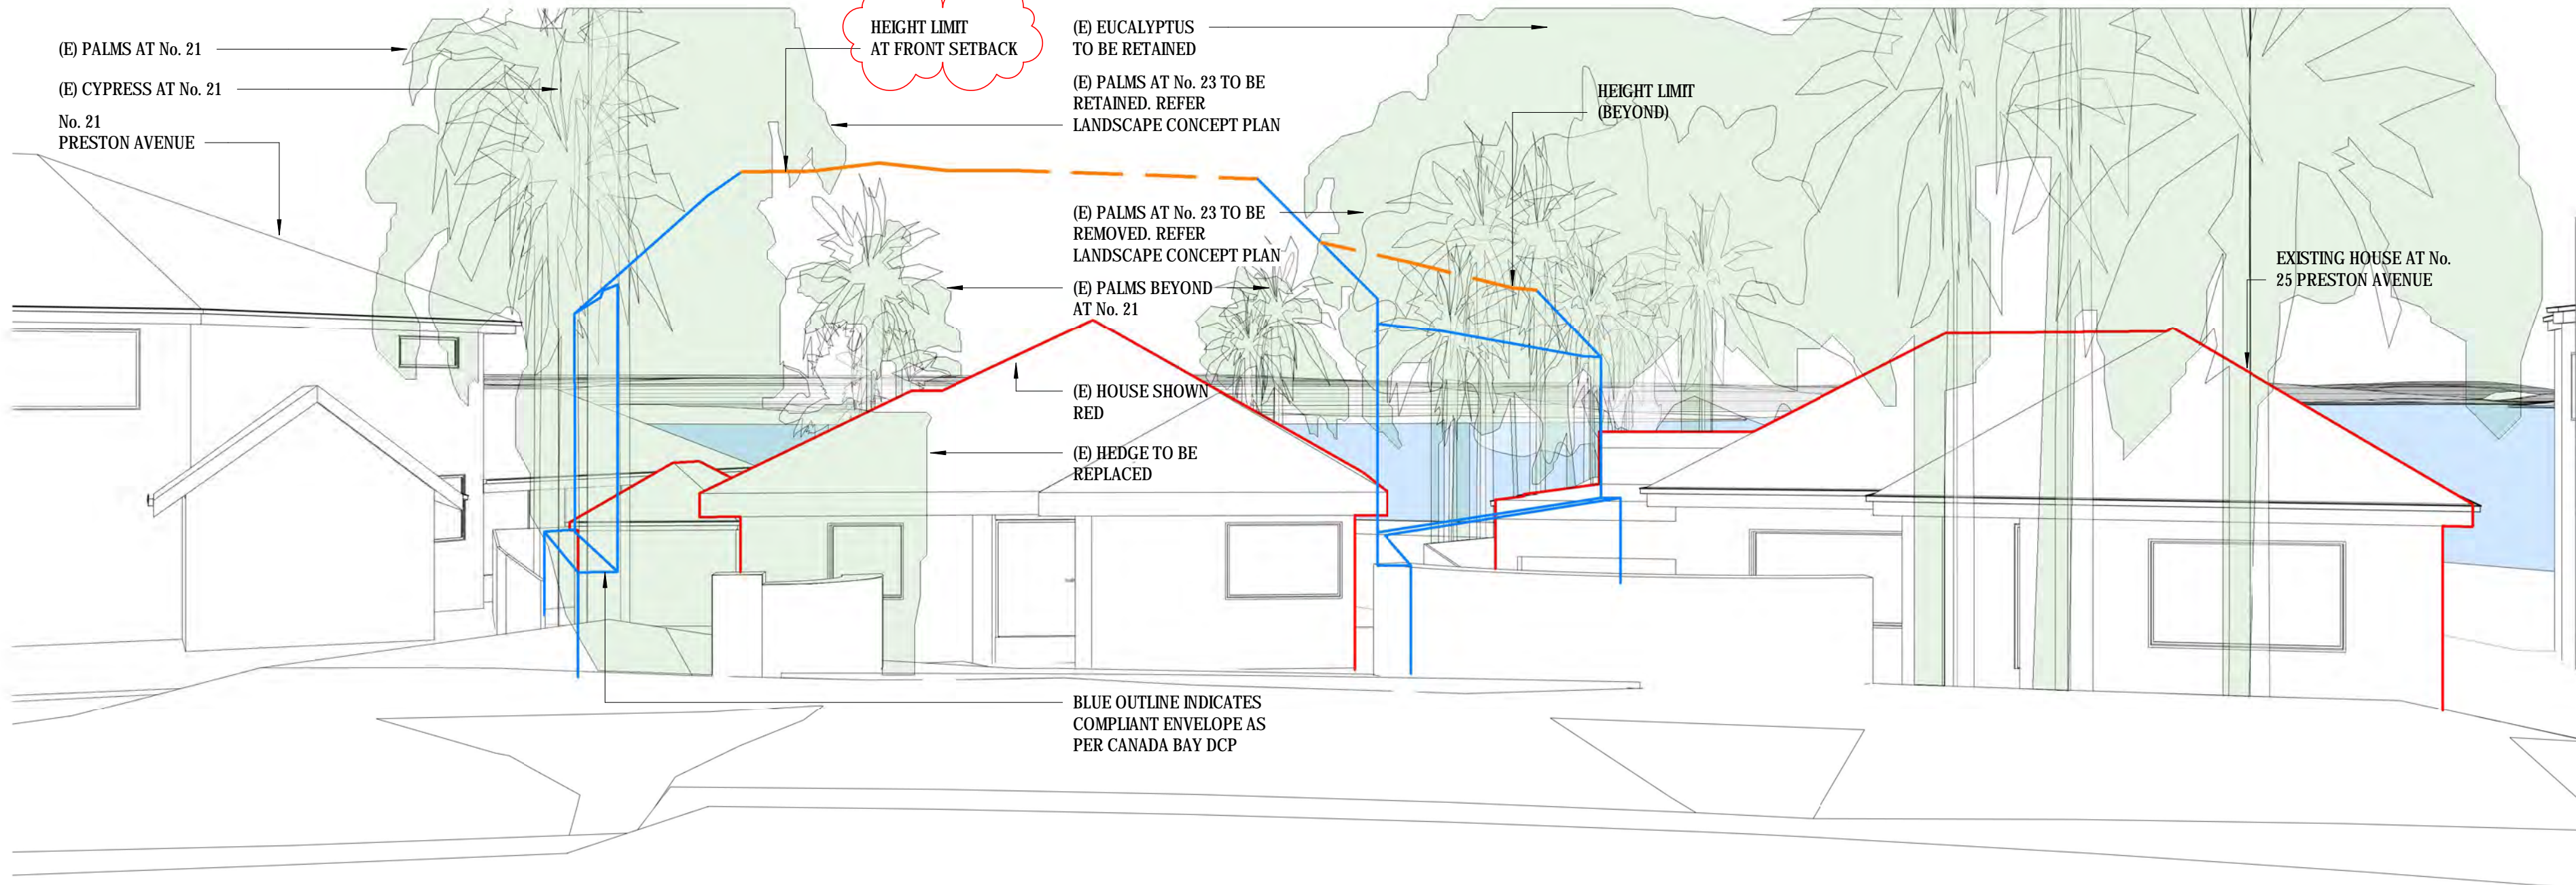 (E) PALMS AT No. 21
(E) CYPRESS AT No. 21
No. 21
PRESTON AVENUE
HEIGHT LIMIT
AT FRONT SETBACK
(E) EUCALYPTUS
TO BE RETAINED
(E) PALMS AT No. 23 TO BE
RETAINED. REFER
LANDSCAPE CONCEPT PLAN
HEIGHT LIMIT
(BEYOND)
(E) PALMS AT No. 23 TO BE
REMOVED. REFER
LANDSCAPE CONCEPT PLAN
(E) PALMS BEYOND
AT No. 21
EXISTING HOUSE AT No.
25 PRESTON AVENUE
(E) HOUSE SHOWN
RED
(E) HEDGE TO BE
REPLACED
BLUE OUTLINE INDICATES
COMPLIANT ENVELOPE AS
PER CANADA BAY DCP